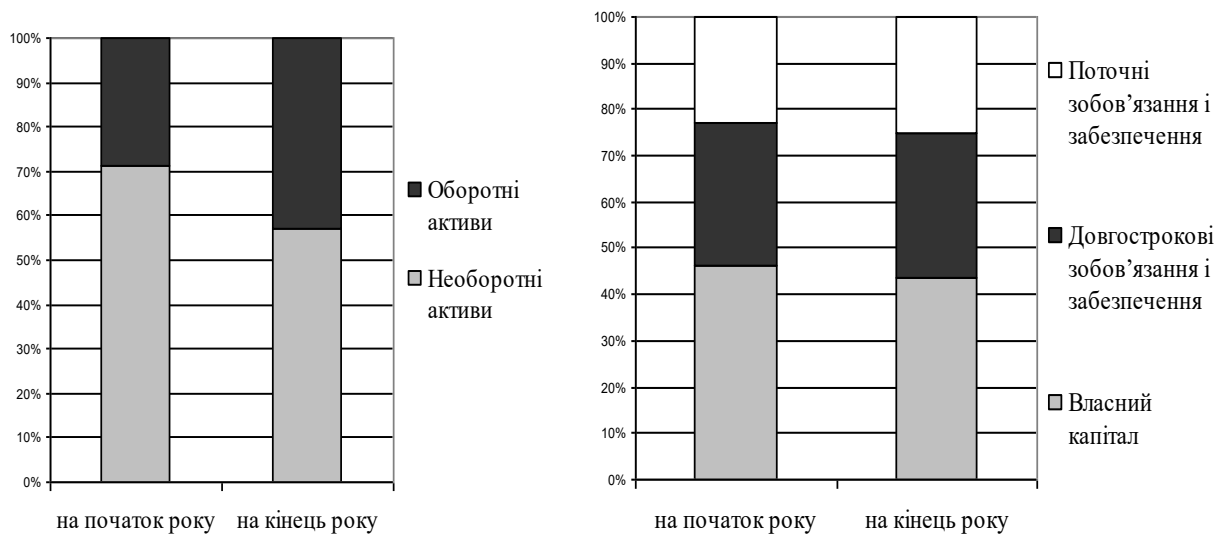 100%
90%
80%
70%
60%
50%
40%
30%
20%
10%
0%
на початок року
на кінець року
Оборотні
активи
Необоротні
активи
100%
90%
80%
70%
60%
50%
40%
30%
20%
10%
0%
на початок року
на кінець року
Поточні
зобов’язання і
забезпечення
Довгострокові
зобов’язання і
забезпечення
Власний
капітал